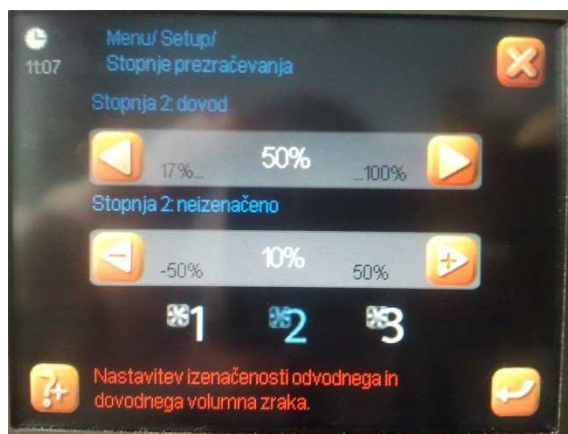 Menu/ Setup/
11:07 Stopnje prezračevanja
Stopnja 2: dovod
50%
17%... ...100%
Stopnja 2: neizenačeno
10%
-50% 50%
1 2 3
?+ Nastavitev izenačenosti odvodnega in
dovodnega volumna zraka.